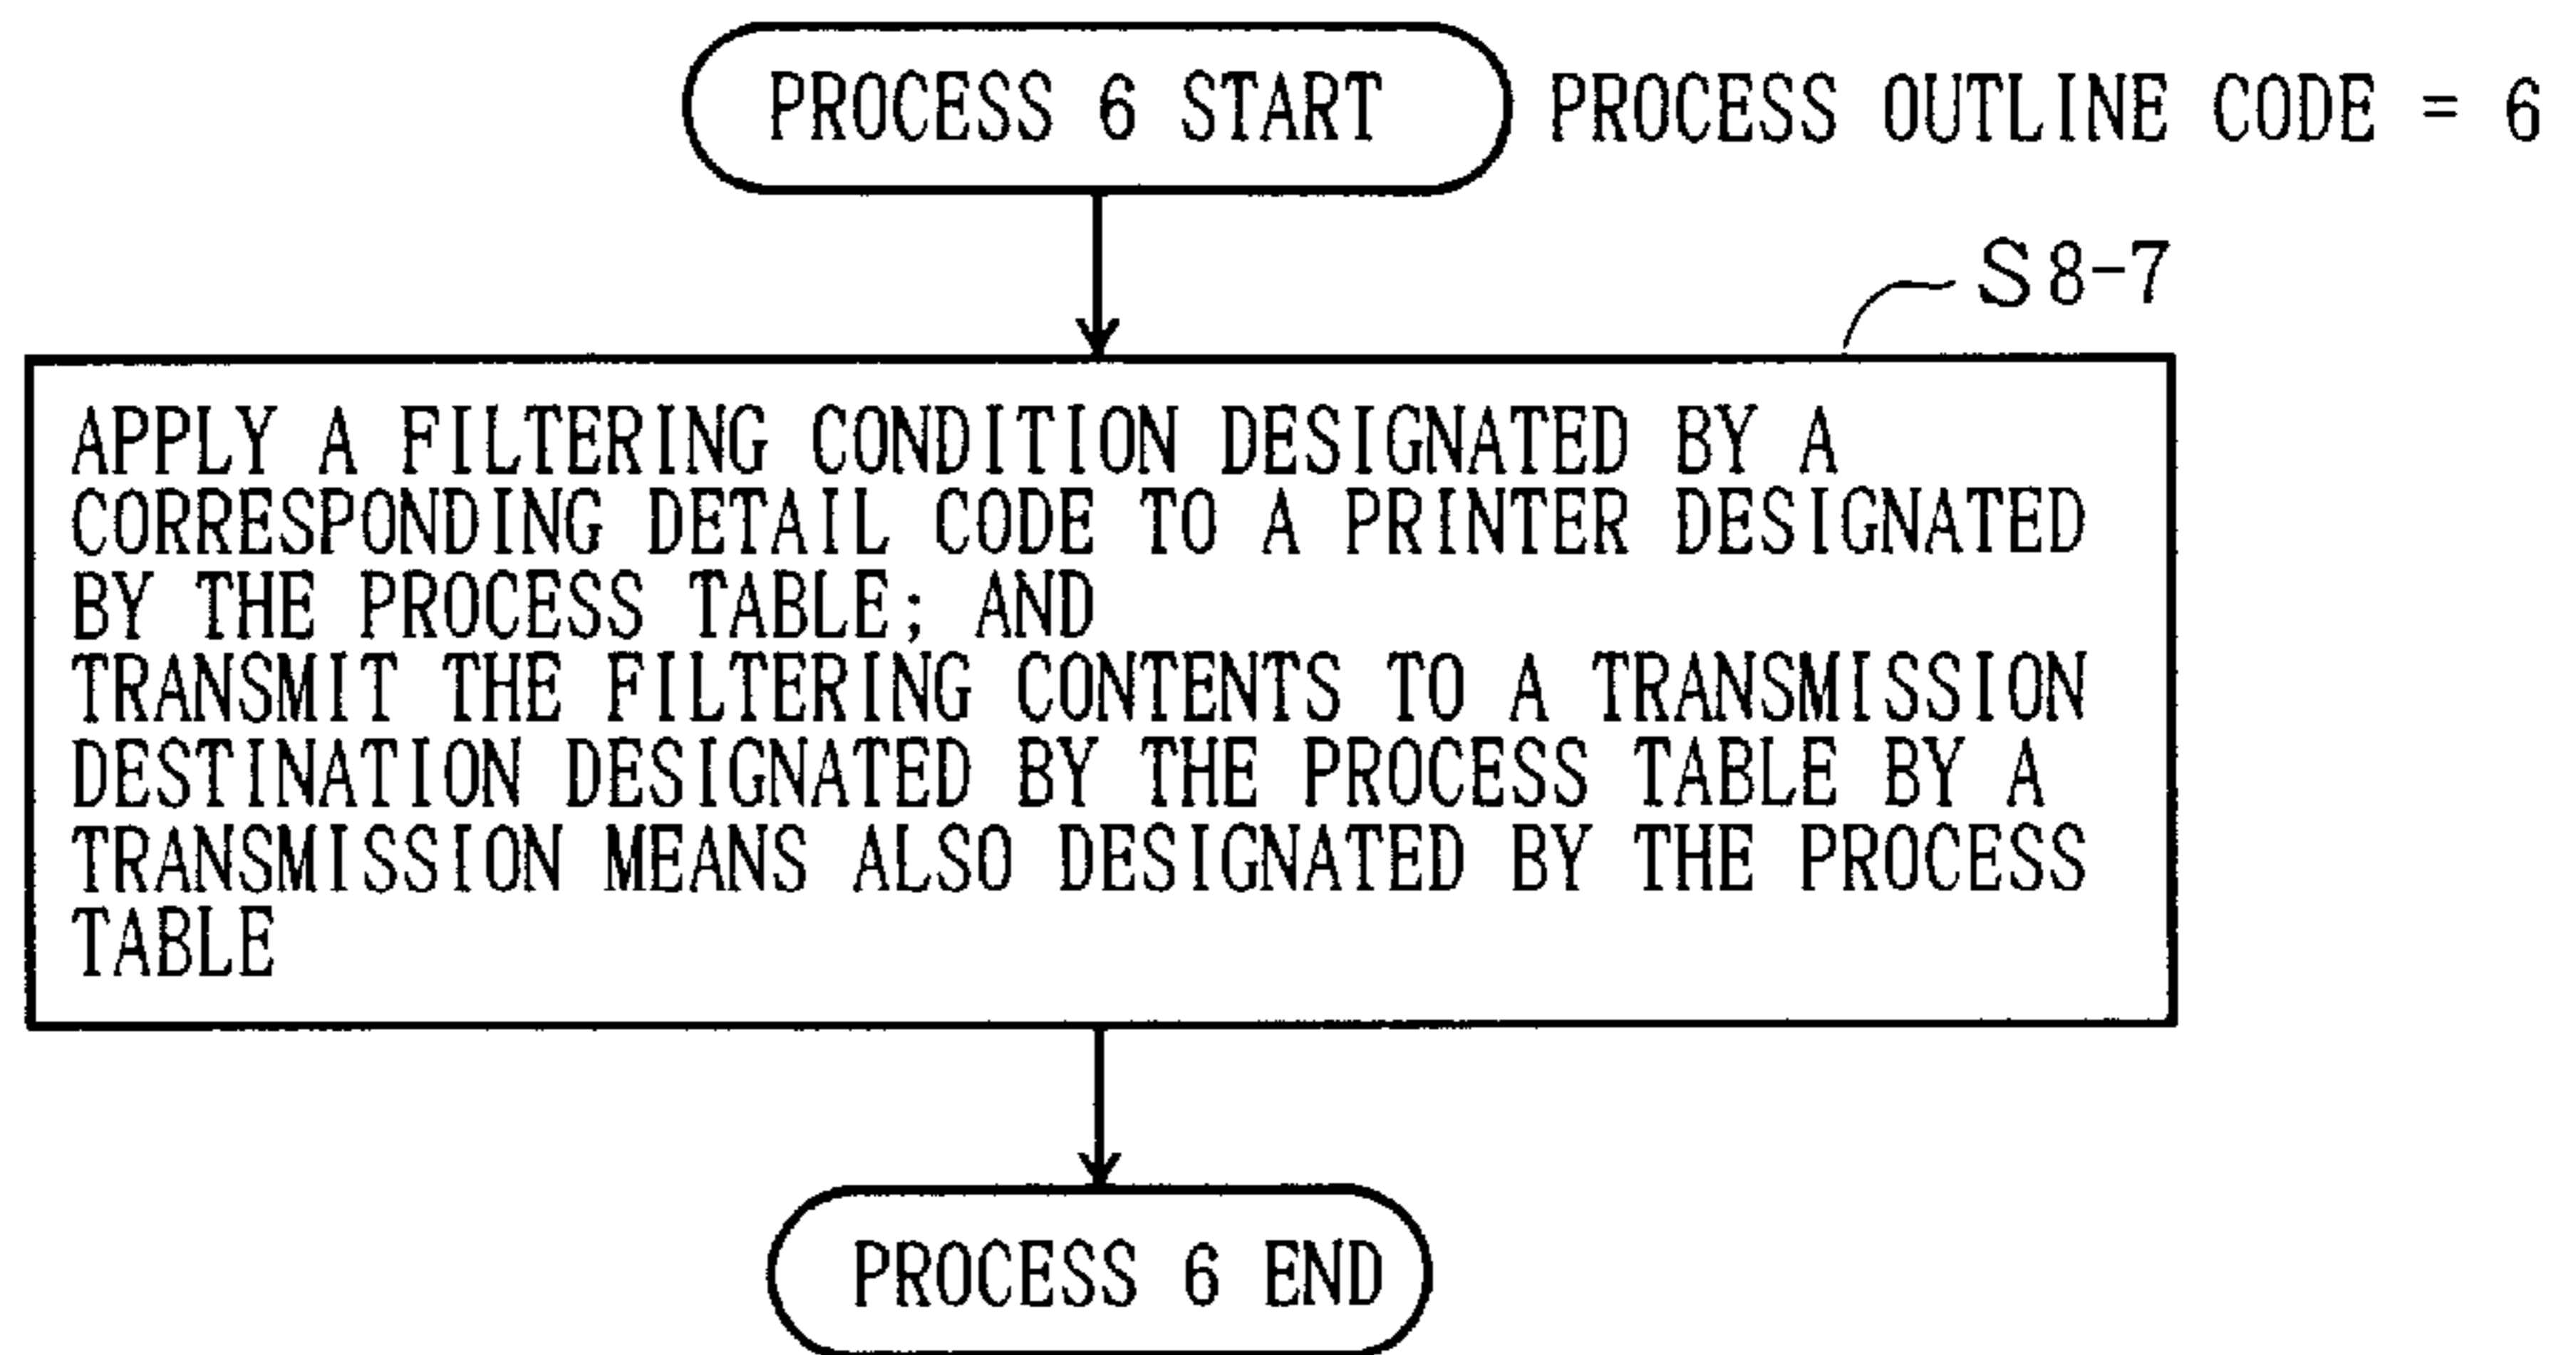 PROCESS 6 START
PROCESS OUTLINE CODE = 6
S8-7
APPLY A FILTERING CONDITION DESIGNATED BY A
CORRESPONDING DETAIL CODE TO A PRINTER DESIGNATED
BY THE PROCESS TABLE; AND
TRANSMIT THE FILTERING CONTENTS TO A TRANSMISSION
DESTINATION DESIGNATED BY THE PROCESS TABLE BY A
TRANSMISSION MEANS ALSO DESIGNATED BY THE PROCESS
TABLE
PROCESS 6 END